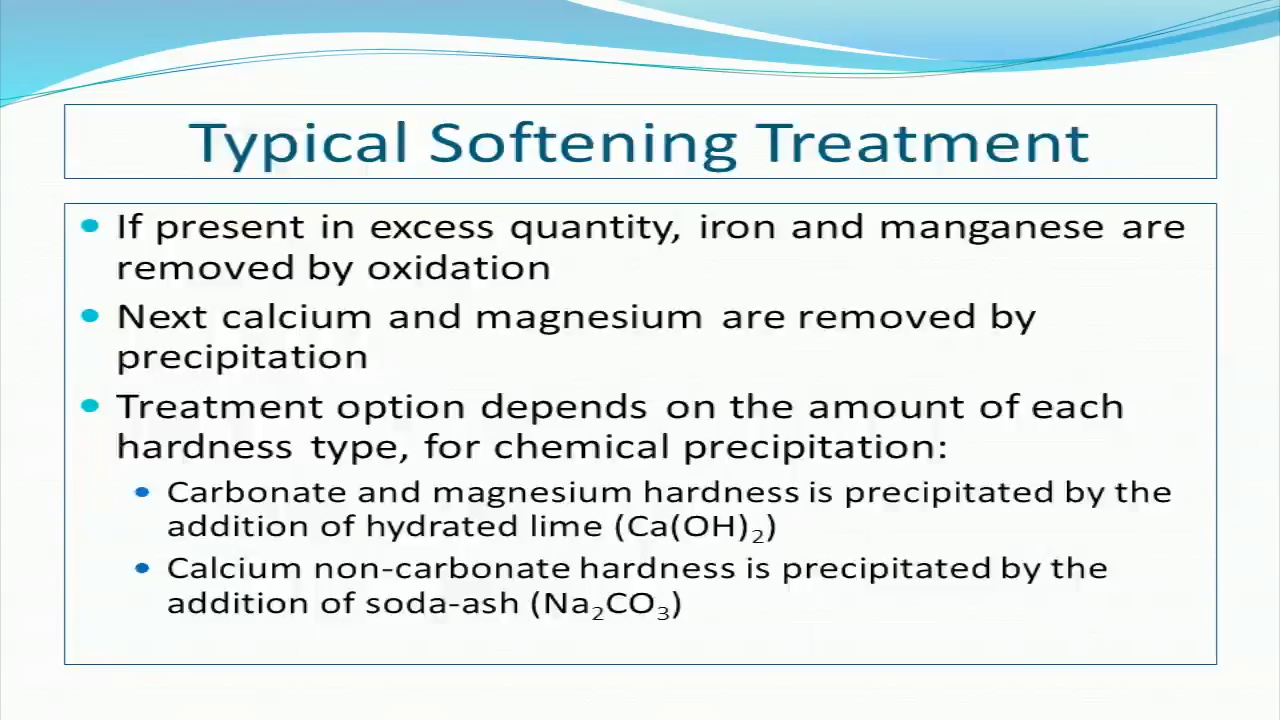 Typical Softening Treatment
• If present in excess quantity, iron and manganese are
removed by oxidation
• Next calcium and magnesium are removed by
precipitation
• Treatment option depends on the amount of each
hardness type, for chemical precipitation:
• Carbonate and magnesium hardness is precipitated by the
addition of hydrated lime (Ca(OH)₂)
• Calcium non-carbonate hardness is precipitated by the
addition of soda-ash (Na₂CO₃)